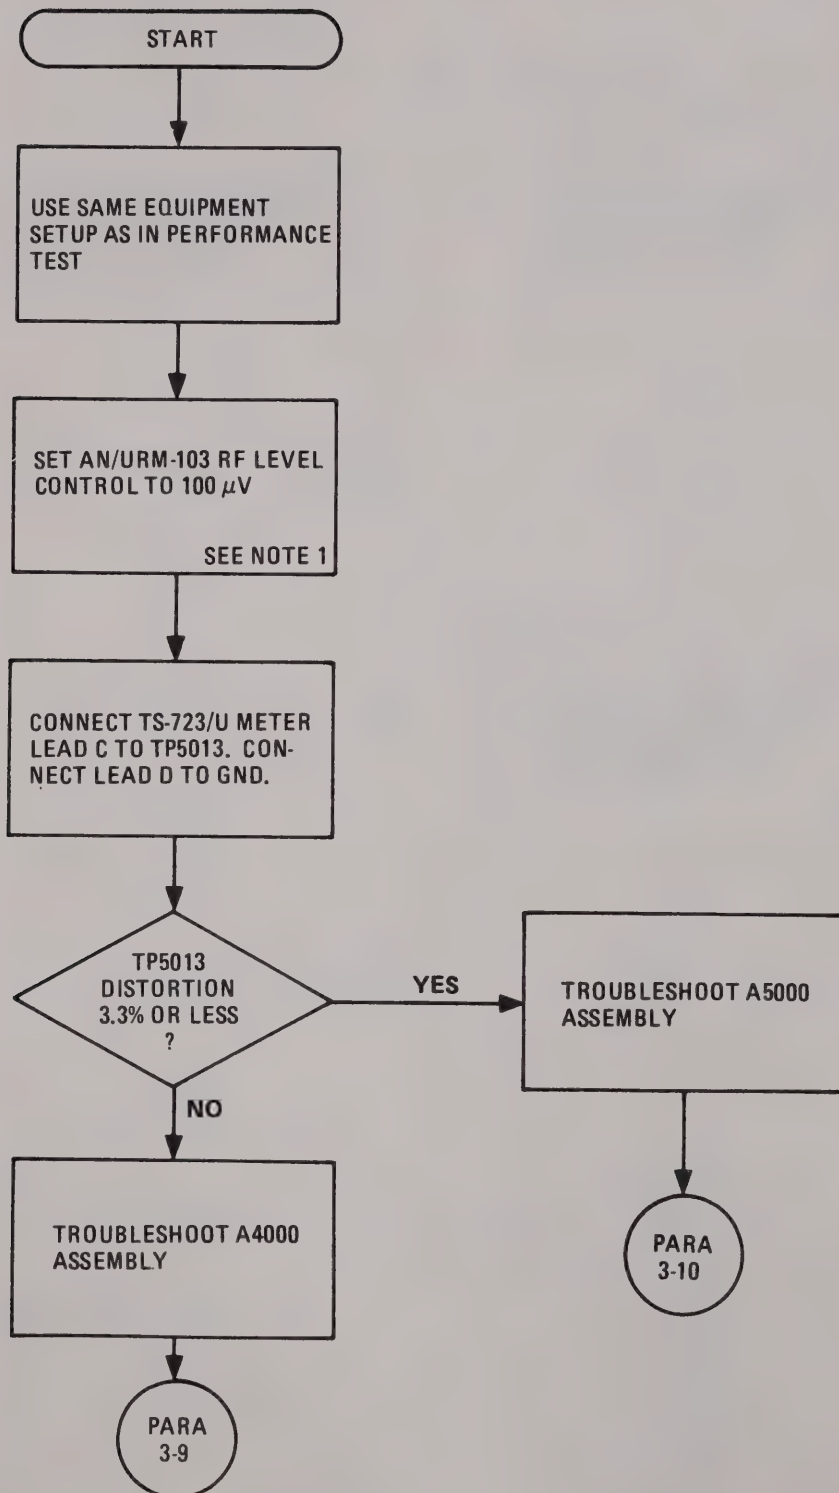 START
USE SAME EQUIPMENT
SETUP AS IN PERFORMANCE
TEST
SET AN/URM-103 RF LEVEL
CONTROL TO 100 μV
SEE NOTE 1
CONNECT TS-723/U METER
LEAD C TO TP5013. CON-
NECT LEAD D TO GND.
TP5013
DISTORTION
3.3% OR LESS
?
YES
TROUBLESHOOT A5000
ASSEMBLY
PARA
3-10
NO
TROUBLESHOOT A4000
ASSEMBLY
PARA
3-9